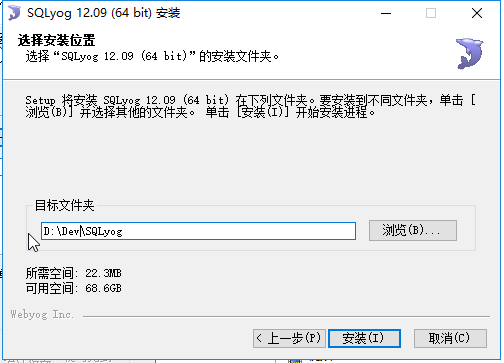 SQLyog 12.09 (64 bit) 安装
选择安装位置
选择“SQLyog 12.09 (64 bit)”的安装文件夹。
Setup 将安装 SQLyog 12.09 (64 bit) 在下列文件夹。要安装到不同文件夹，单击 [
浏览(B)] 并选择其他的文件夹。 单击 [安装(I)] 开始安装进程。
目标文件夹
D:\Dev\SQLyog
浏览(B)...
所需空间: 22.3MB
可用空间: 68.6GB
Webyog Inc.
< 上一步(P)
安装(I)
取消(C)